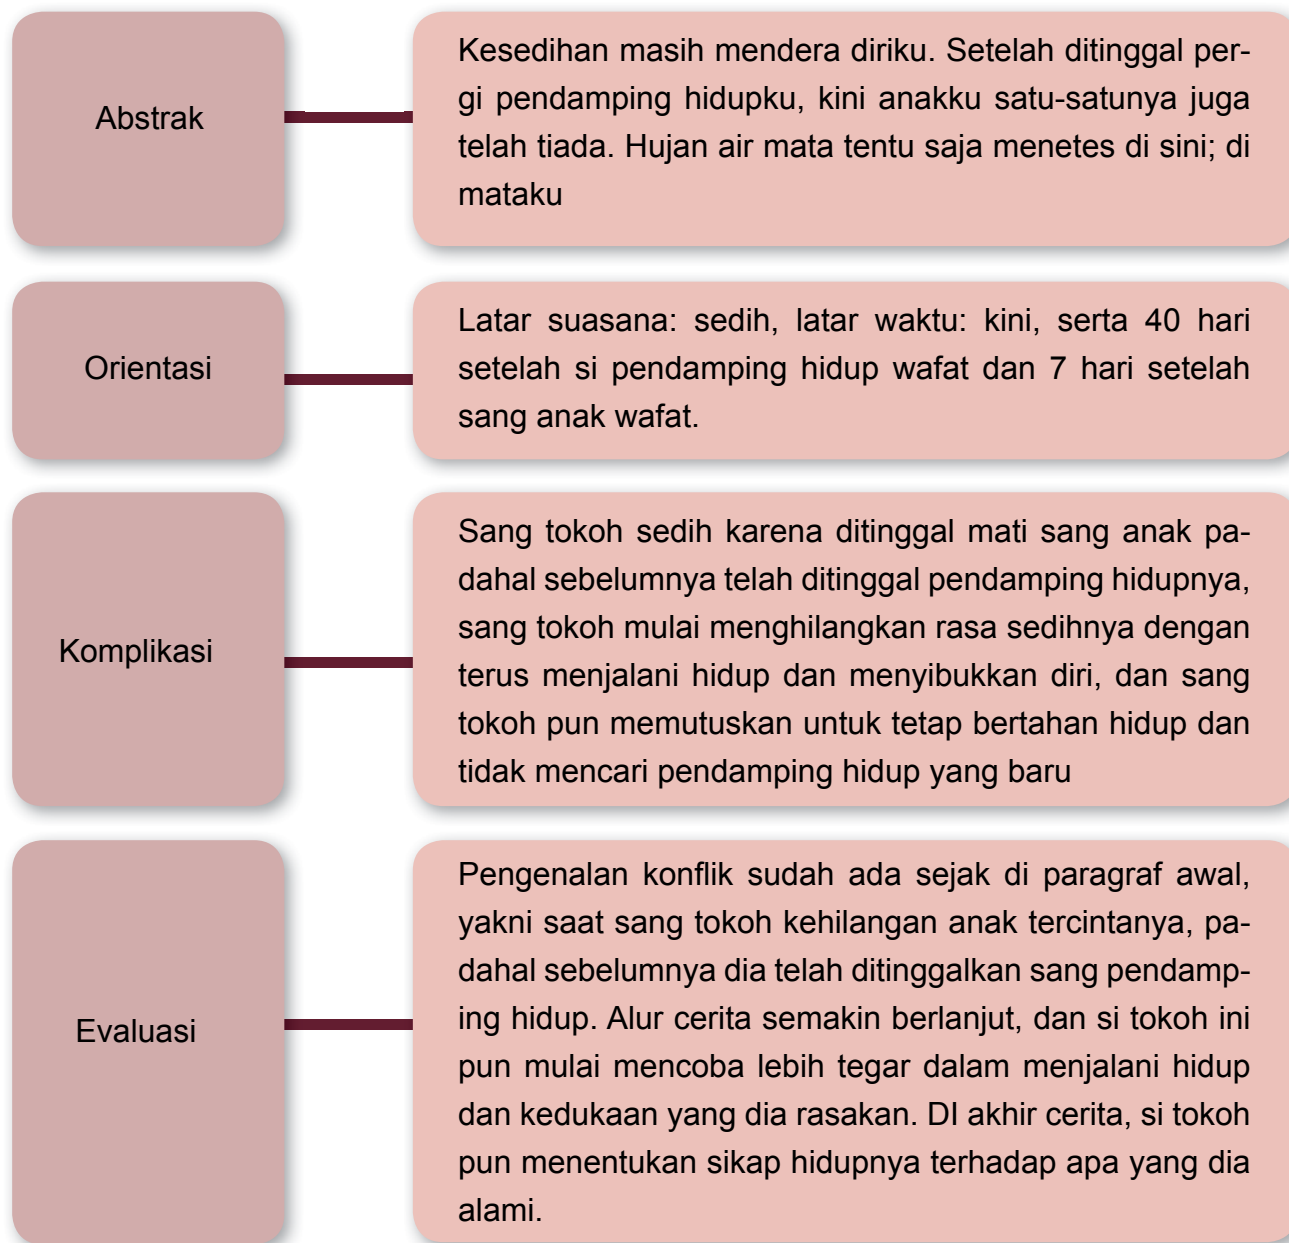 Abstrak
Kesedihan masih mendera diriku. Setelah ditinggal per-
gi pendamping hidupku, kini anakku satu-satunya juga
telah tiada. Hujan air mata tentu saja menetes di sini; di
mataku
Orientasi
Latar suasana: sedih, latar waktu: kini, serta 40 hari
setelah si pendamping hidup wafat dan 7 hari setelah
sang anak wafat.
Komplikasi
Sang tokoh sedih karena ditinggal mati sang anak pa-
dahal sebelumnya telah ditinggal pendamping hidupnya,
sang tokoh mulai menghilangkan rasa sedihnya dengan
terus menjalani hidup dan menyibukkan diri, dan sang
tokoh pun memutuskan untuk tetap bertahan hidup dan
tidak mencari pendamping hidup yang baru
Evaluasi
Pengenalan konflik sudah ada sejak di paragraf awal,
yakni saat sang tokoh kehilangan anak tercintanya, pa-
dahal sebelumnya dia telah ditinggalkan sang pendamp-
ing hidup. Alur cerita semakin berlanjut, dan si tokoh ini
pun mulai mencoba lebih tegar dalam menjalani hidup
dan kedukaan yang dia rasakan. DI akhir cerita, si tokoh
pun menentukan sikap hidupnya terhadap apa yang dia
alami.